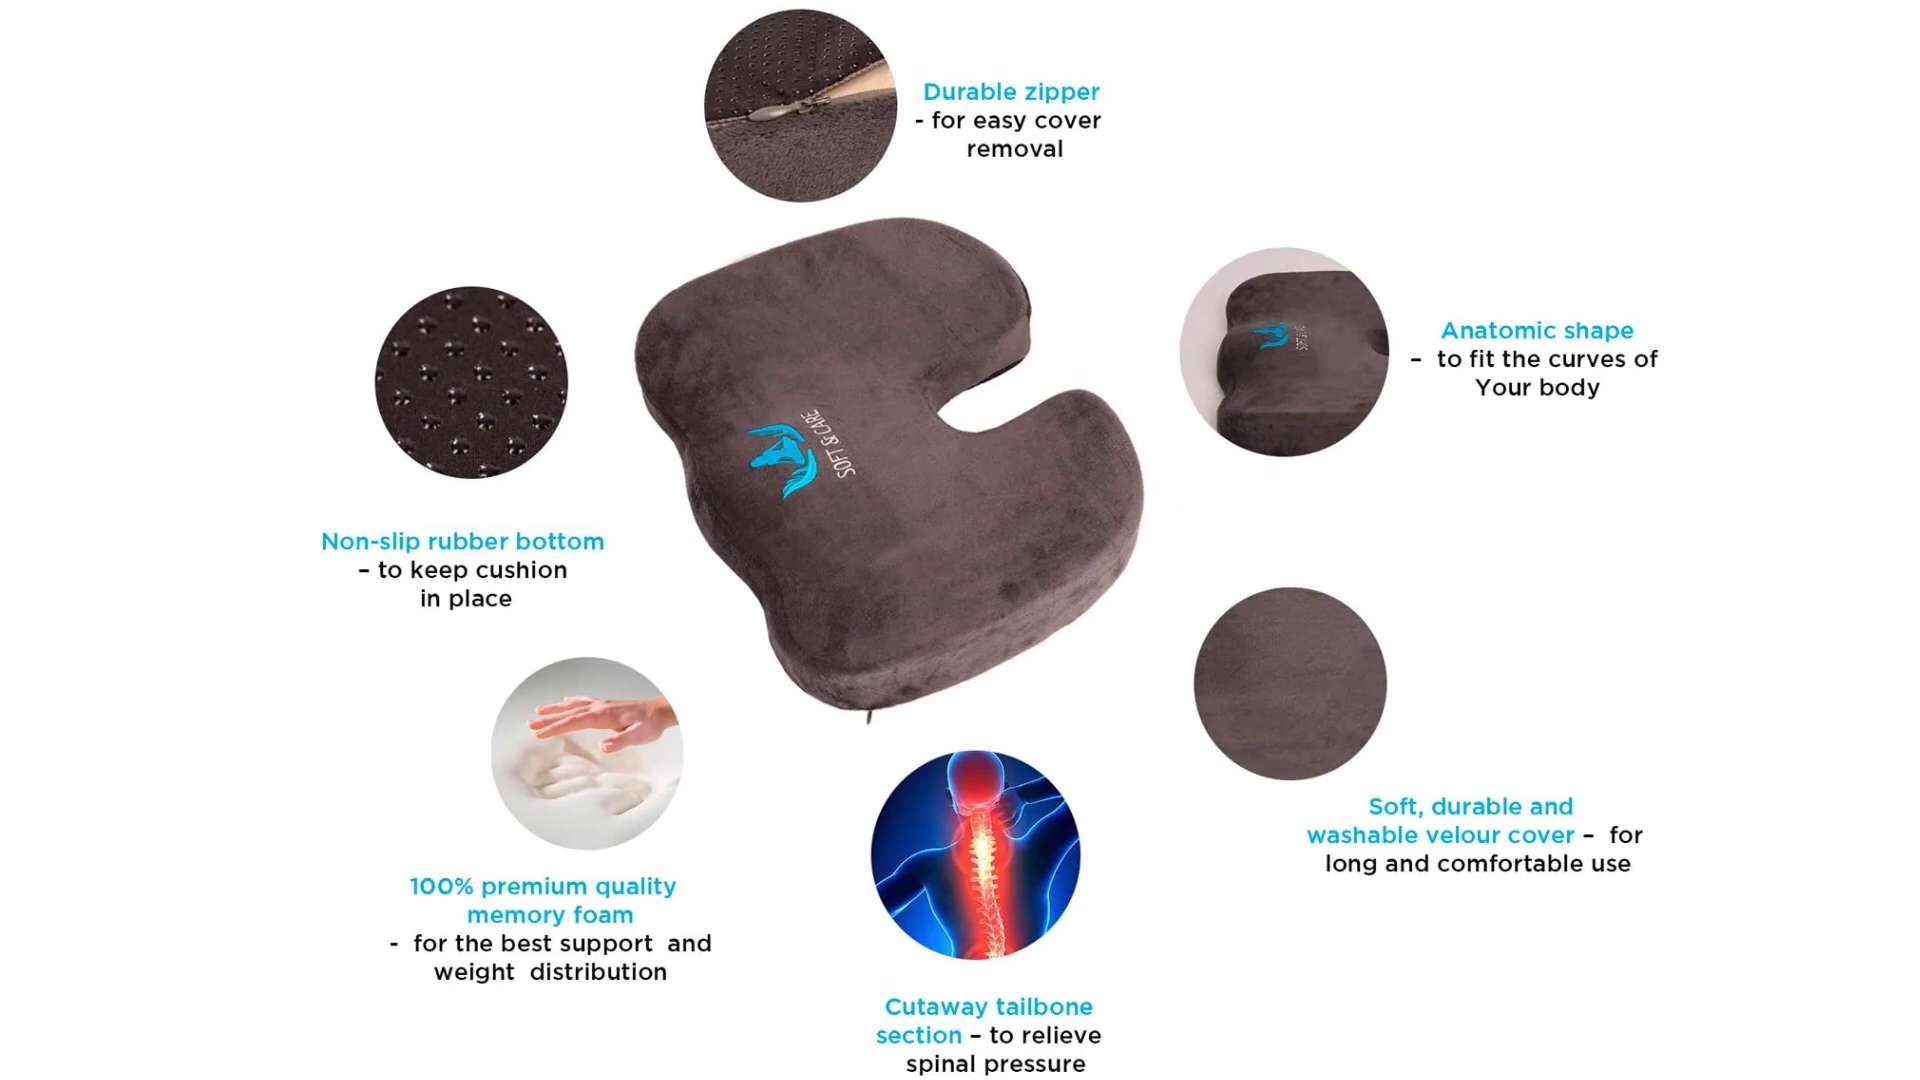 Durable zipper
- for easy cover
removal
Anatomic shape
– to fit the curves of
Your body
SOFT & CARE
Non-slip rubber bottom
– to keep cushion
in place
Soft, durable and
washable velour cover – for
long and comfortable use
100% premium quality
memory foam
- for the best support and
weight distribution
Cutaway tailbone
section – to relieve
spinal pressure